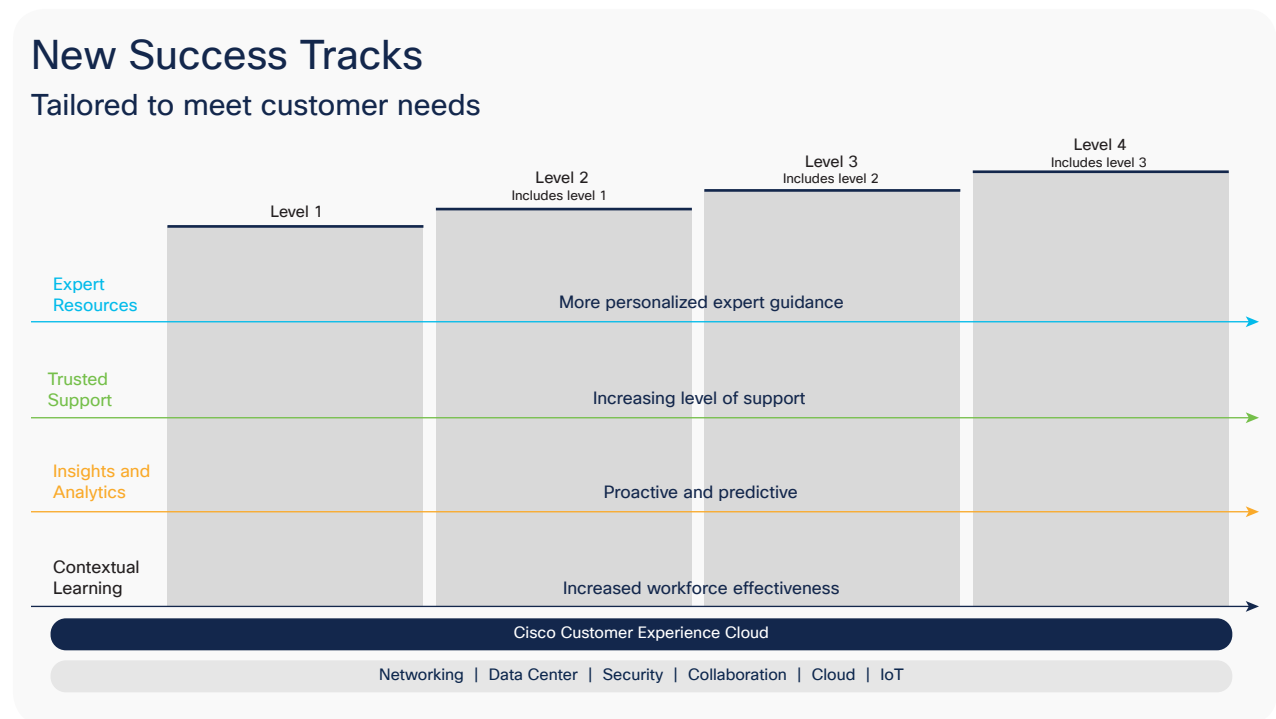 New Success Tracks
Tailored to meet customer needs
Level 1
Level 2
Includes level 1
Level 3
Includes level 2
Level 4
Includes level 3
Expert
Resources
More personalized expert guidance
Trusted
Support
Increasing level of support
Insights and
Analytics
Proactive and predictive
Contextual
Learning
Increased workforce effectiveness
Cisco Customer Experience Cloud
Networking | Data Center | Security | Collaboration | Cloud | IoT